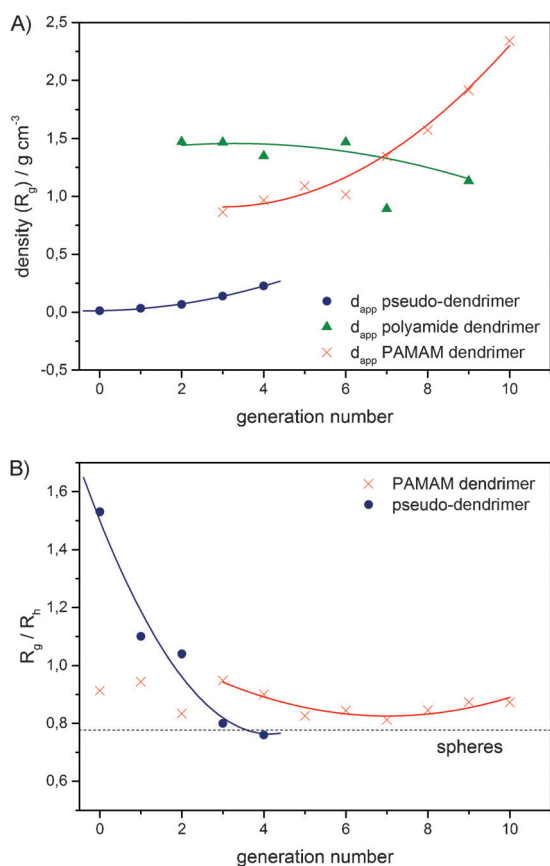 A)
2,5
2,0
1,5
1,0
0,5
0,0
-0,5
density (Rg) / g cm-3
dapp pseudo-dendrimer
dapp polyamide dendrimer
dapp PAMAM dendrimer
0 2 4 6 8 10
generation number
B)
1,6
1,4
1,2
1,0
0,8
0,6
Rg / Rh
PAMAM dendrimer
pseudo-dendrimer
spheres
0 2 4 6 8 10
generation number